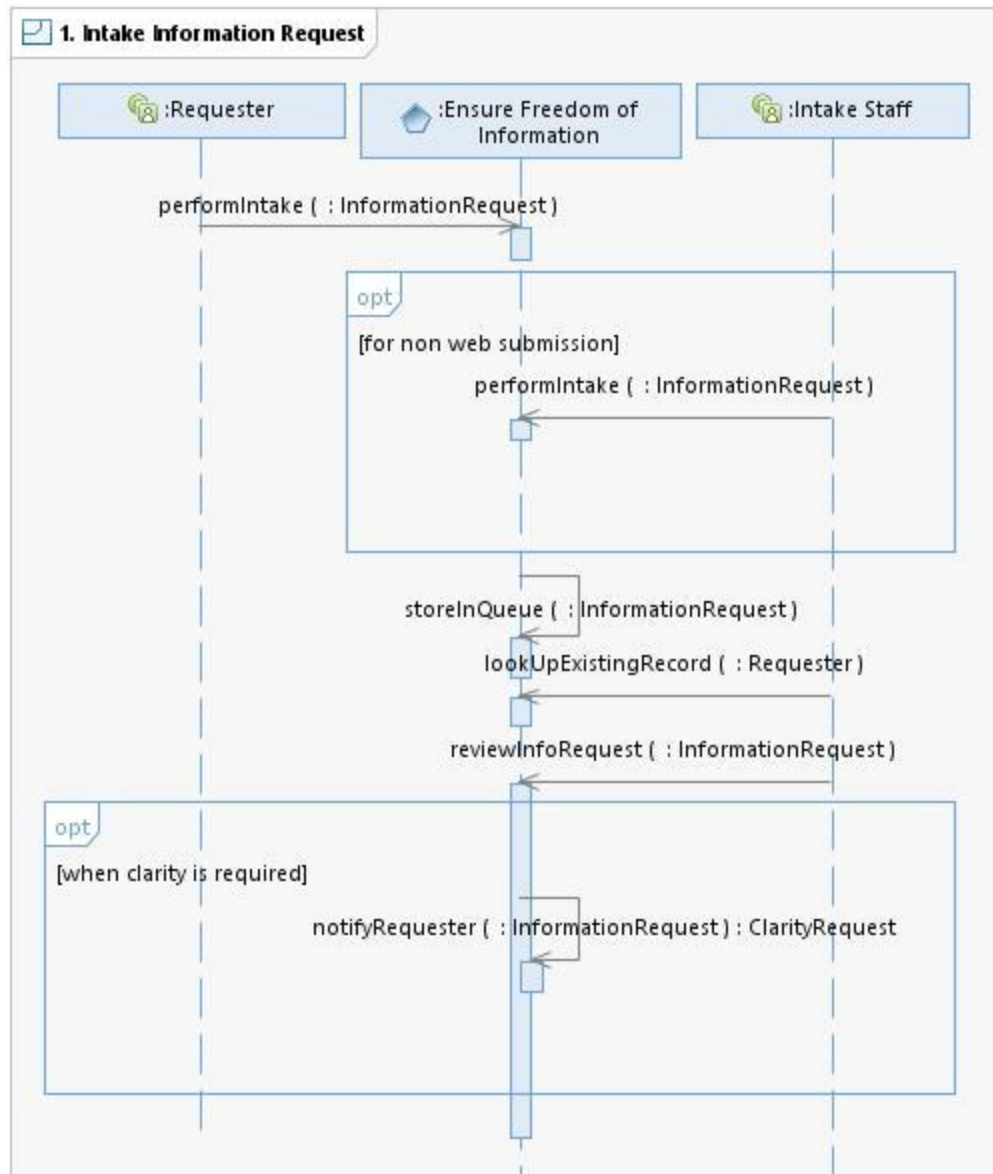 1. Intake Information Request
:Requester
:Ensure Freedom of
Information
:Intake Staff
performIntake ( : InformationRequest )
opt
[for non web submission]
performIntake ( : InformationRequest )
storeInQueue ( : InformationRequest )
lookUpExistingRecord ( : Requester )
reviewInfoRequest ( : InformationRequest )
opt
[when clarity is required]
notifyRequester ( : InformationRequest ) : ClarityRequest